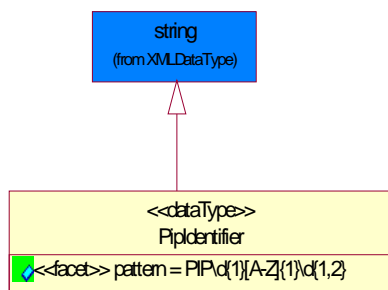 string
(from XMLDataType)
<<dataType>>
PipIdentifier
<<facet>> pattern = PIP\d{1}[A-Z]{1}\d{1,2}